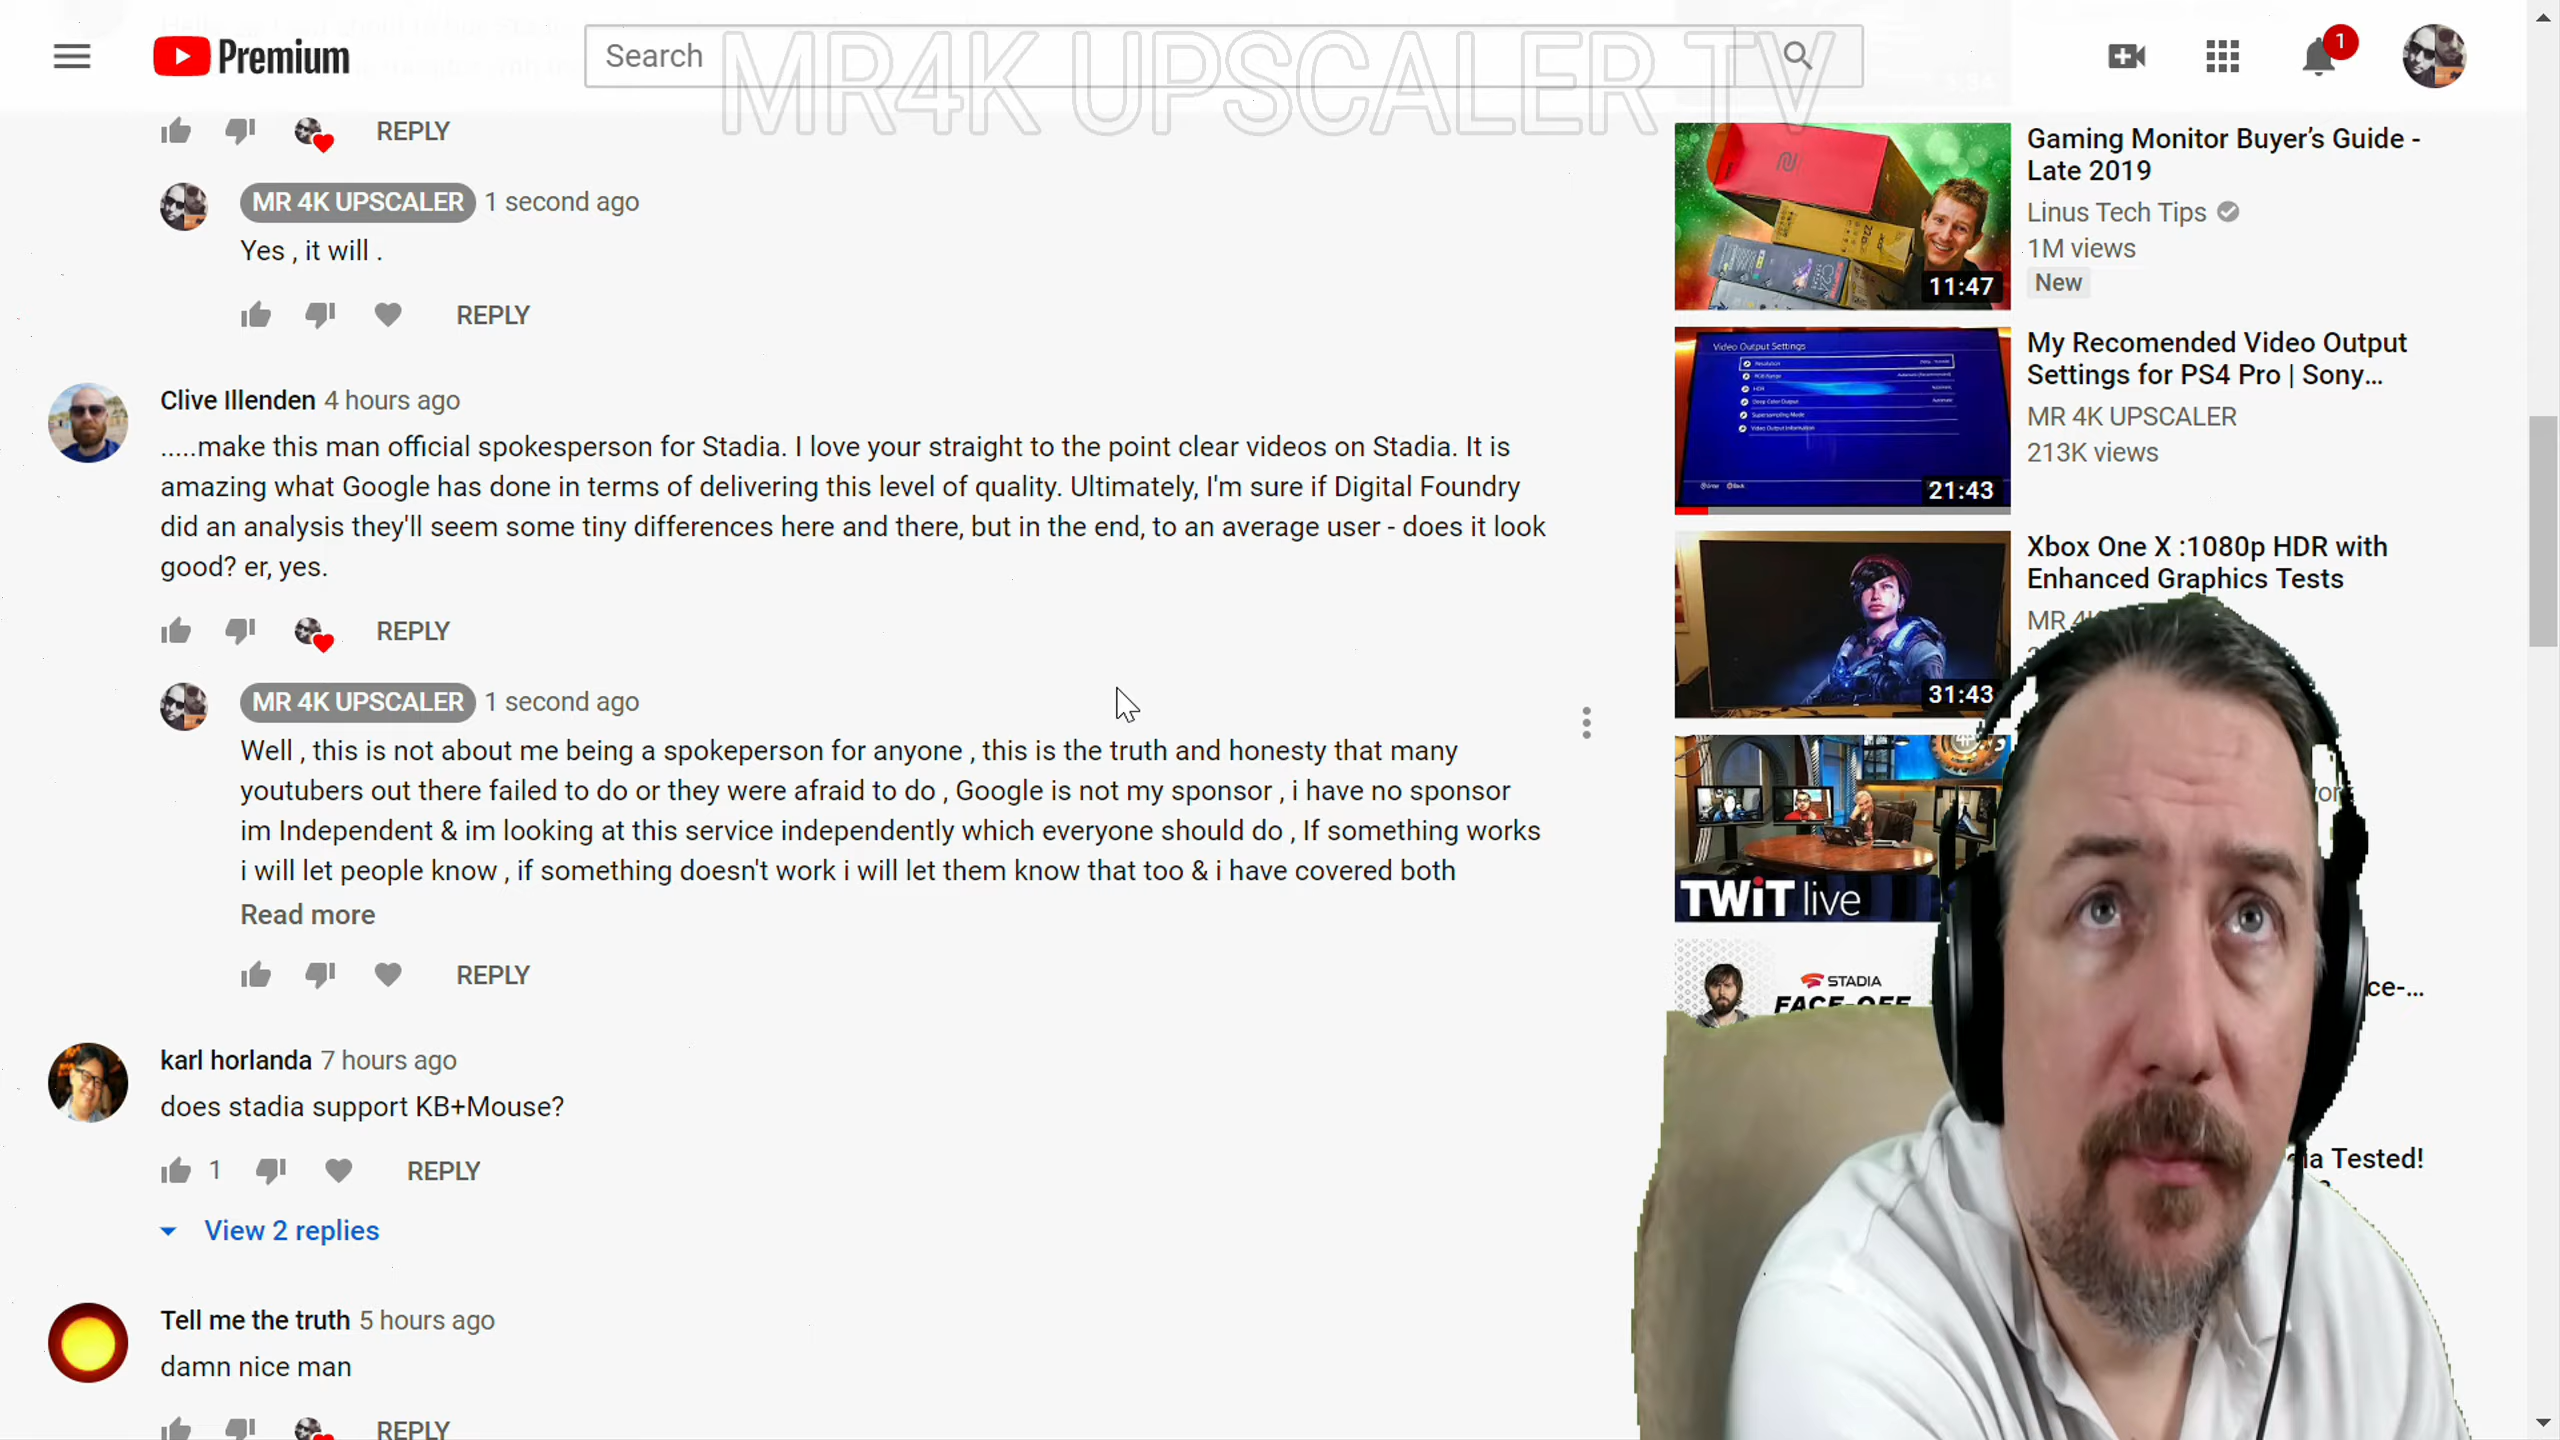 Premium
Search
MR4K UPSCALER TV
1
REPLY
MR 4K UPSCALER 1 second ago
Yes , it will .
REPLY
Clive Illenden 4 hours ago
.....make this man official spokesperson for Stadia. I love your straight to the point clear videos on Stadia. It is
amazing what Google has done in terms of delivering this level of quality. Ultimately, I'm sure if Digital Foundry
did an analysis they'll seem some tiny differences here and there, but in the end, to an average user - does it look
good? er, yes.
REPLY
MR 4K UPSCALER 1 second ago
Well , this is not about me being a spokeperson for anyone , this is the truth and honesty that many
youtubers out there failed to do or they were afraid to do , Google is not my sponsor , i have no sponsor
im Independent & im looking at this service independently which everyone should do , If something works
i will let people know , if something doesn't work i will let them know that too & i have covered both
Read more
REPLY
karl horlanda 7 hours ago
does stadia support KB+Mouse?
1 REPLY
View 2 replies
Tell me the truth 5 hours ago
damn nice man
REPLY
11:47
Gaming Monitor Buyer's Guide -
Late 2019
Linus Tech Tips
1M views
New
Video Output Settings
21:43
My Recomended Video Output
Settings for PS4 Pro | Sony...
MR 4K UPSCALER
213K views
31:43
Xbox One X :1080p HDR with
Enhanced Graphics Tests
MR
TWiT live
STADIA
FACE-OFF
ce-...
ia Tested!